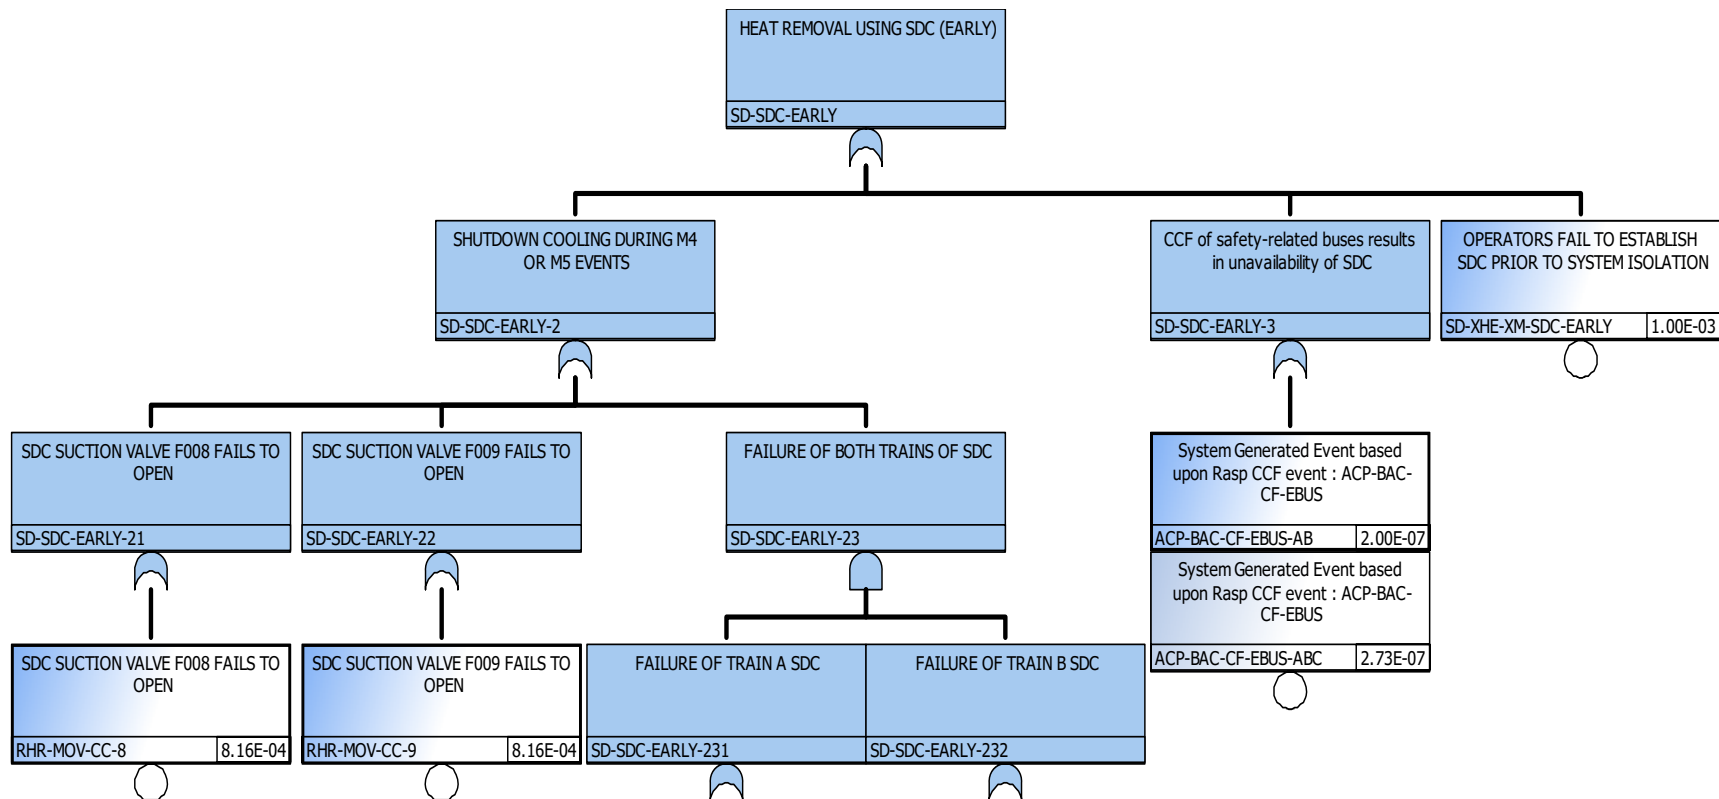 HEAT REMOVAL USING SDC (EARLY)
SD-SDC-EARLY
SHUTDOWN COOLING DURING M4
OR M5 EVENTS
SD-SDC-EARLY-2
CCF of safety-related buses results
in unavailability of SDC
SD-SDC-EARLY-3
OPERATORS FAIL TO ESTABLISH
SDC PRIOR TO SYSTEM ISOLATION
SD-XHE-XM-SDC-EARLY 1.00E-03
SDC SUCTION VALVE F008 FAILS TO
OPEN
SD-SDC-EARLY-21
SDC SUCTION VALVE F009 FAILS TO
OPEN
SD-SDC-EARLY-22
FAILURE OF BOTH TRAINS OF SDC
SD-SDC-EARLY-23
System Generated Event based
upon Rasp CCF event : ACP-BAC-
CF-EBUS
ACP-BAC-CF-EBUS-AB 2.00E-07
System Generated Event based
upon Rasp CCF event : ACP-BAC-
CF-EBUS
ACP-BAC-CF-EBUS-ABC 2.73E-07
SDC SUCTION VALVE F008 FAILS TO
OPEN
RHR-MOV-CC-8 8.16E-04
SDC SUCTION VALVE F009 FAILS TO
OPEN
RHR-MOV-CC-9 8.16E-04
FAILURE OF TRAIN A SDC
SD-SDC-EARLY-231
FAILURE OF TRAIN B SDC
SD-SDC-EARLY-232